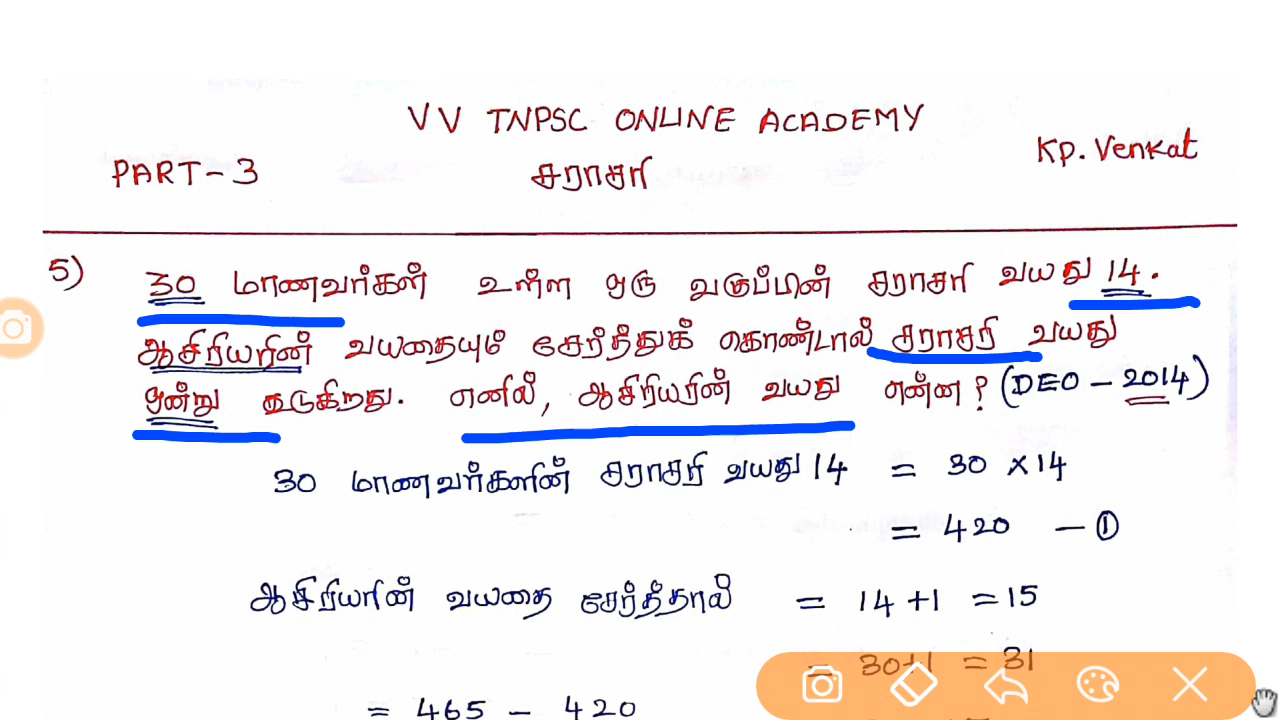 VV TNPSC ONLINE ACADEMY
PART-3
சராசரி
Kp. Venkat
5) 30 மாணவர்கள் உள்ள ஒரு வகுப்பின் சராசரி வயது 14.
ஆசிரியரின் வயதையும் சேர்த்துக் கொண்டால் சராசரி வயது
ஒன்று கூடுகிறது. எனில், ஆசிரியரின் வயது என்ன? (DEO - 2014)
30 மாணவர்களின் சராசரி வயது 14 = 30 × 14
= 420 - ①
ஆசிரியரின் வயதை சேர்த்தால் = 14 + 1 = 15
= 30+1 = 31
= 465 - 420